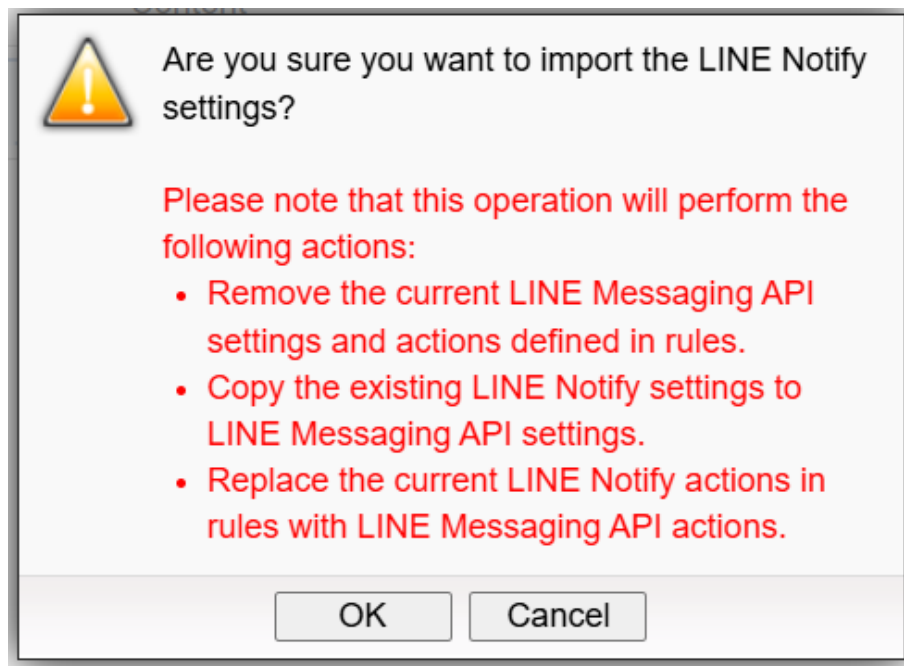 Content
Are you sure you want to import the LINE Notify
settings?
Please note that this operation will perform the
following actions:
• Remove the current LINE Messaging API
settings and actions defined in rules.
• Copy the existing LINE Notify settings to
LINE Messaging API settings.
• Replace the current LINE Notify actions in
rules with LINE Messaging API actions.
OK
Cancel